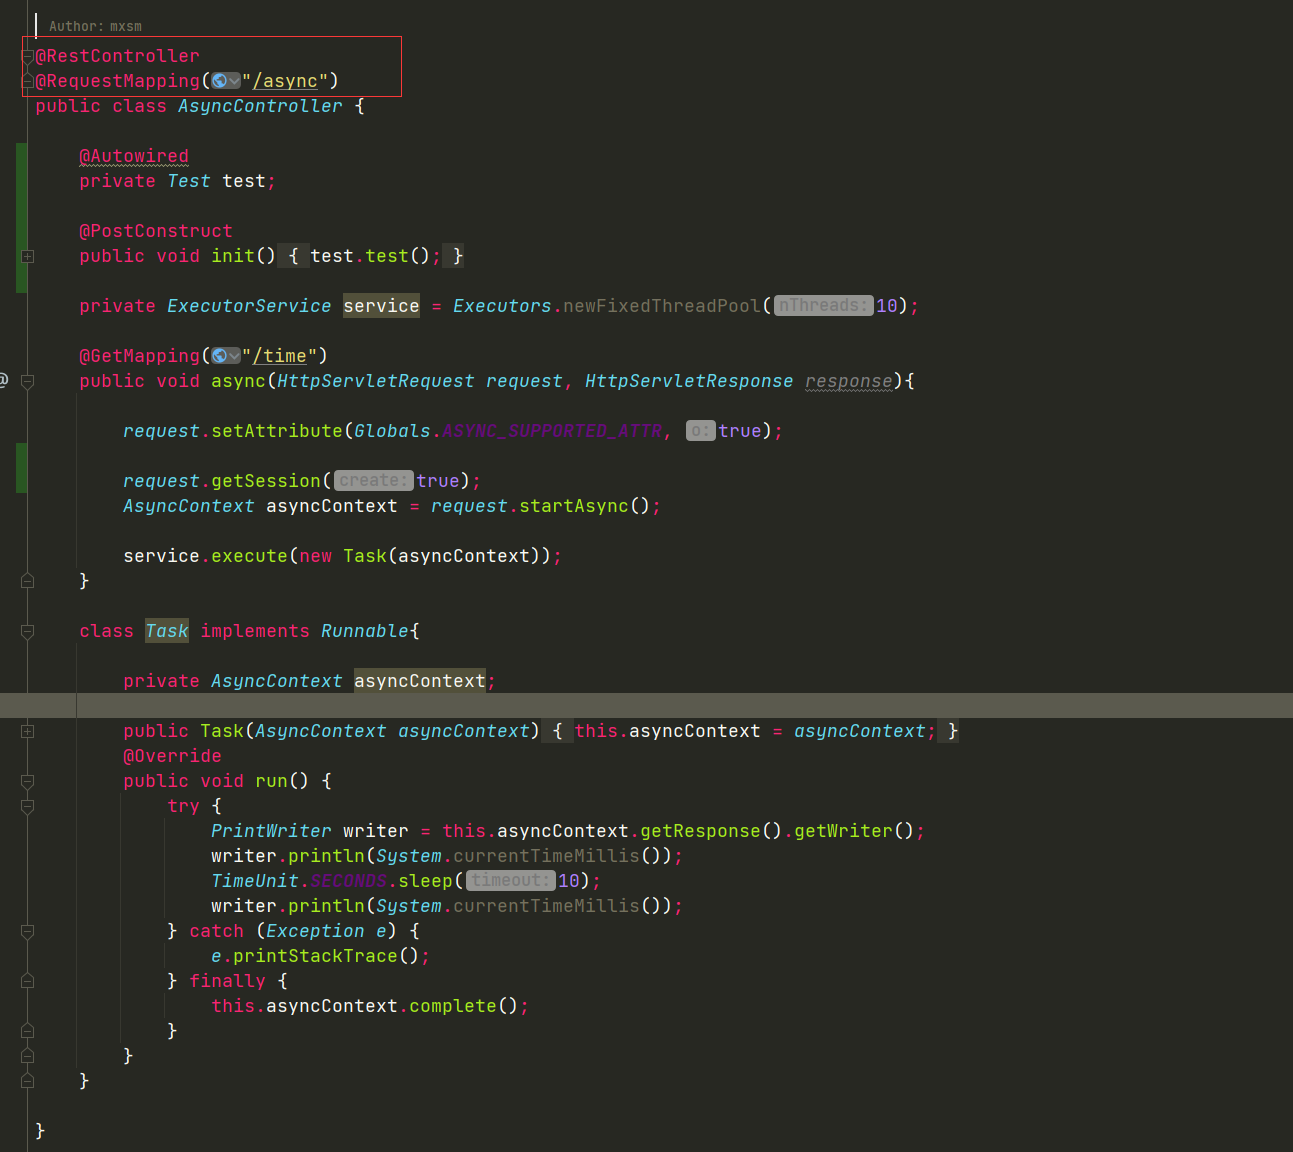 Author: mxsm
@RestController
@RequestMapping("/async")
public class AsyncController {
@Autowired
private Test test;
@PostConstruct
public void init() { test.test(); }
private ExecutorService service = Executors.newFixedThreadPool( nThreads: 10);
@GetMapping("/time")
@
public void async(HttpServletRequest request, HttpServletResponse response){
request.setAttribute(Globals.ASYNC_SUPPORTED_ATTR, o: true);
request.getSession( create: true);
AsyncContext asyncContext = request.startAsync();
service.execute(new Task(asyncContext));
}
class Task implements Runnable{
private AsyncContext asyncContext;
public Task(AsyncContext asyncContext) { this.asyncContext = asyncContext; }
@Override
public void run() {
try {
PrintWriter writer = this.asyncContext.getResponse().getWriter();
writer.println(System.currentTimeMillis());
TimeUnit.SECONDS.sleep( timeout: 10);
writer.println(System.currentTimeMillis());
} catch (Exception e) {
e.printStackTrace();
} finally {
this.asyncContext.complete();
}
}
}
}